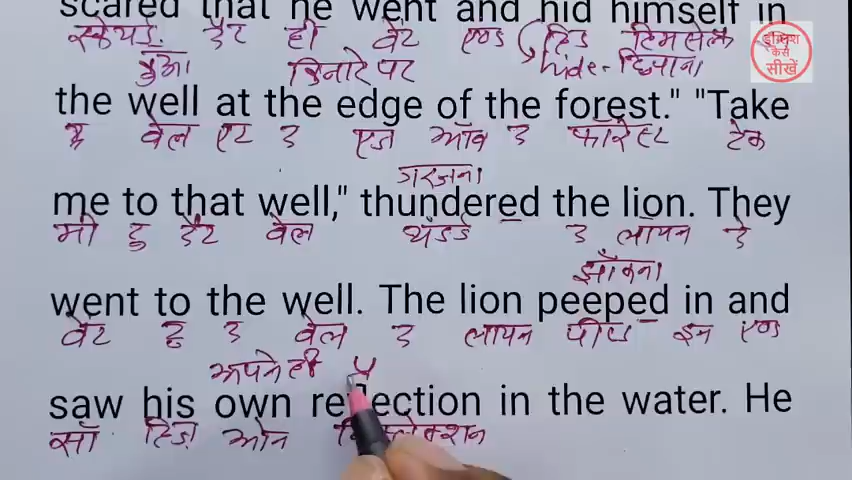 scared that he went and hid himself in
स्केयर्ड डैट ही वेंट एण्ड हिड हिमसेल्फ इन
कुँआ किनारे पर hide - छिपाना
इंग्लिश कैसे सीखें
the well at the edge of the forest." "Take
द वेल एट द एज ऑव द फॉरेस्ट टेक
गरजना
me to that well," thundered the lion. They
मी टु डैट वेल थंडर्ड द लॉयन दे
झाँकना
went to the well. The lion peeped in and
वेंट टु द वेल द लायन पीप्ड इन एण्ड
अपने ही प्र
saw his own reflection in the water. He
सॉ हिज़ ओन रिफ्लेक्शन